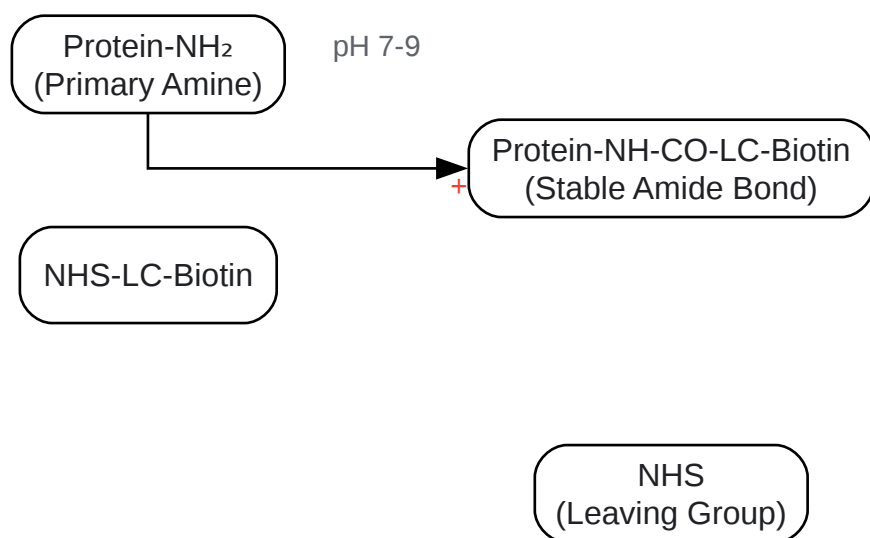 Protein-NH₂
(Primary Amine)
pH 7-9
Protein-NH-CO-LC-Biotin
(Stable Amide Bond)
+
NHS-LC-Biotin
NHS
(Leaving Group)